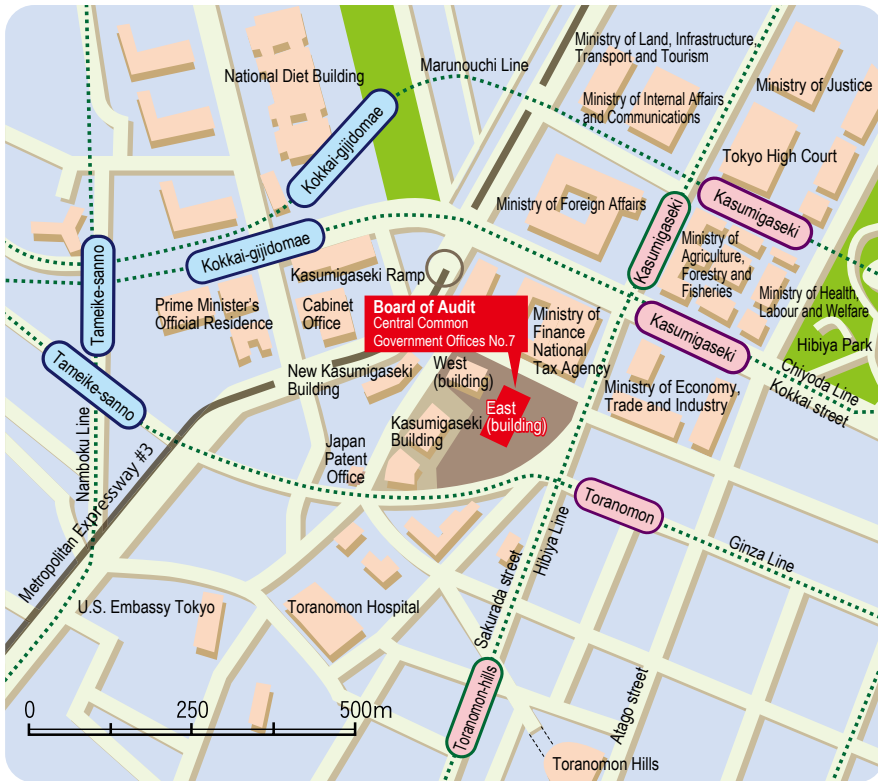 Ministry of Land, Infrastructure,
Transport and Tourism
Marunouchi Line
National Diet Building
Ministry of Justice
Ministry of Internal Affairs
and Communications
Kokkai-gijidomae
Tokyo High Court
Kasumigaseki
Ministry of Foreign Affairs
Kasumigaseki
Kokkai-gijidomae
Ministry of
Agriculture,
Forestry and
Fisheries
Kasumigaseki Ramp
Tameike-sanno
Ministry of Health,
Labour and Welfare
Prime Minister's
Official Residence
Cabinet
Office
Board of Audit
Central Common
Government Offices No.7
Ministry of
Finance
National
Tax Agency
Kasumigaseki
Hibiya Park
Tameike-sanno
New Kasumigaseki
Building
West
(building)
Chiyoda Line
Kokkai street
Ministry of Economy,
Trade and Industry
East
(building)
Kasumigaseki
Building
Japan
Patent
Office
Namboku Line
Metropolitan Expressway #3
Toranomon
Hibiya Line
Ginza Line
U.S. Embassy Tokyo
Toranomon Hospital
Sakurada street
Toranomon-hills
Atago street
0 250 500m
Toranomon Hills